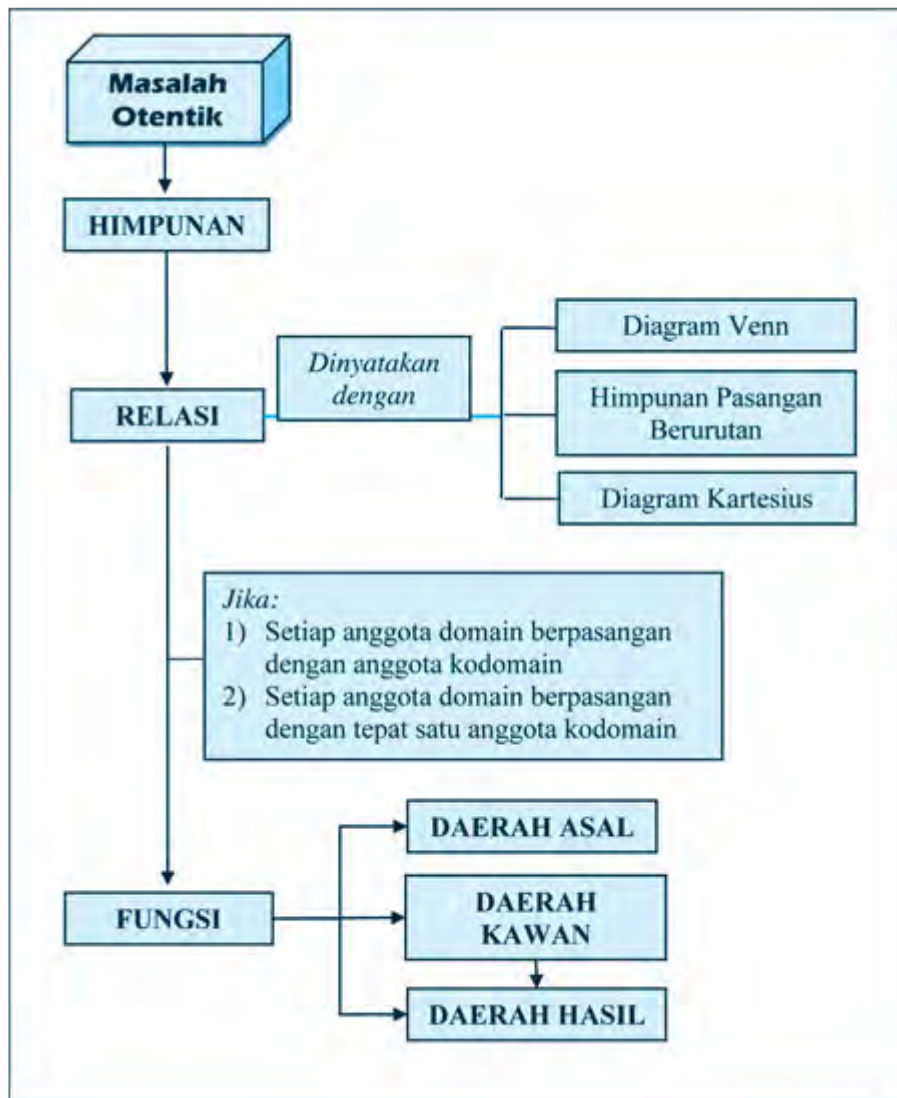 Masalah
Otentik
HIMPUNAN
RELASI
Dinyatakan
dengan
Diagram Venn
Himpunan Pasangan
Berurutan
Diagram Kartesius
Jika:
1) Setiap anggota domain berpasangan
dengan anggota kodomain
2) Setiap anggota domain berpasangan
dengan tepat satu anggota kodomain
FUNGSI
DAERAH ASAL
DAERAH
KAWAN
DAERAH HASIL